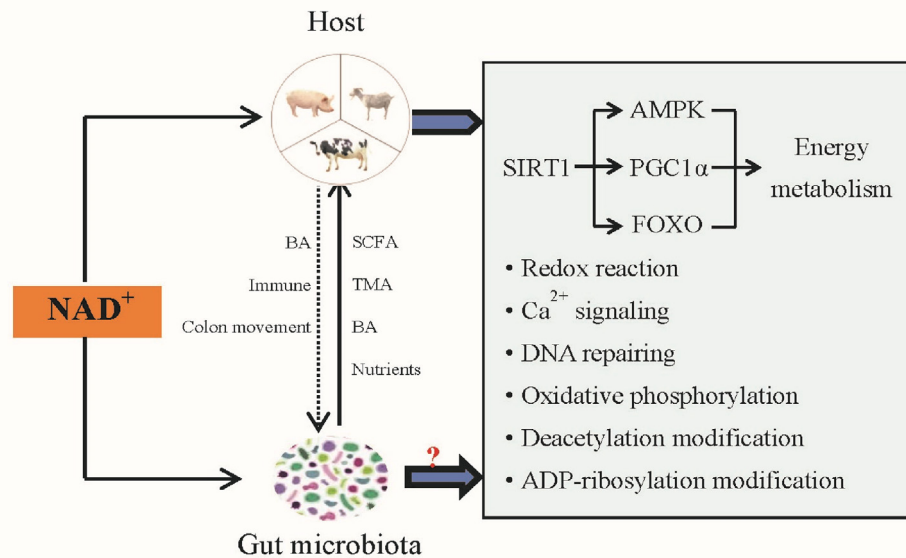 Host
NAD⁺
BA
Immune
Colon movement
SCFA
TMA
BA
Nutrients
?
Gut microbiota
SIRT1
AMPK
PGC1α
FOXO
Energy
metabolism
• Redox reaction
• Ca²⁺ signaling
• DNA repairing
• Oxidative phosphorylation
• Deacetylation modification
• ADP-ribosylation modification